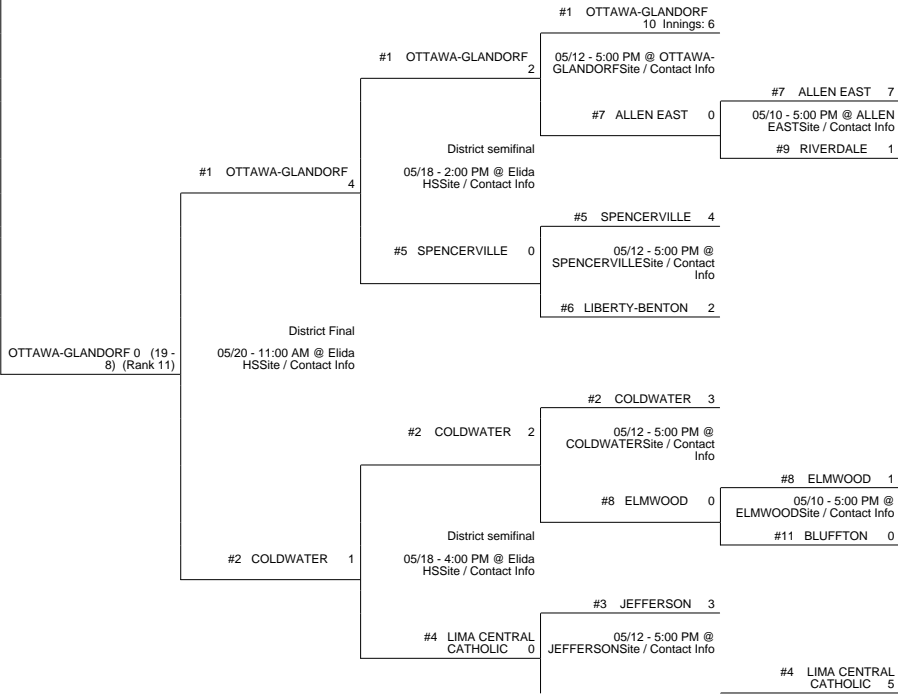 #1 OTTAWA-GLANDORF
10 Innings: 6
#1 OTTAWA-GLANDORF
2
05/12 - 5:00 PM @ OTTAWA-
GLANDORFSite / Contact Info
#7 ALLEN EAST 7
#7 ALLEN EAST 0
05/10 - 5:00 PM @ ALLEN
EASTSite / Contact Info
District semifinal
#9 RIVERDALE 1
#1 OTTAWA-GLANDORF
4
05/18 - 2:00 PM @ Elida
HSSite / Contact Info
#5 SPENCERVILLE 4
#5 SPENCERVILLE 0
05/12 - 5:00 PM @
SPENCERVILLESite / Contact
Info
#6 LIBERTY-BENTON 2
District Final
OTTAWA-GLANDORF 0 (19 -
8) (Rank 11)
05/20 - 11:00 AM @ Elida
HSSite / Contact Info
#2 COLDWATER 3
#2 COLDWATER 2
05/12 - 5:00 PM @
COLDWATERSite / Contact
Info
#8 ELMWOOD 1
#8 ELMWOOD 0
05/10 - 5:00 PM @
ELMWOODSite / Contact Info
District semifinal
#11 BLUFFTON 0
#2 COLDWATER 1
05/18 - 4:00 PM @ Elida
HSSite / Contact Info
#3 JEFFERSON 3
#4 LIMA CENTRAL
CATHOLIC 0
05/12 - 5:00 PM @
JEFFERSONSite / Contact Info
#4 LIMA CENTRAL
CATHOLIC 5